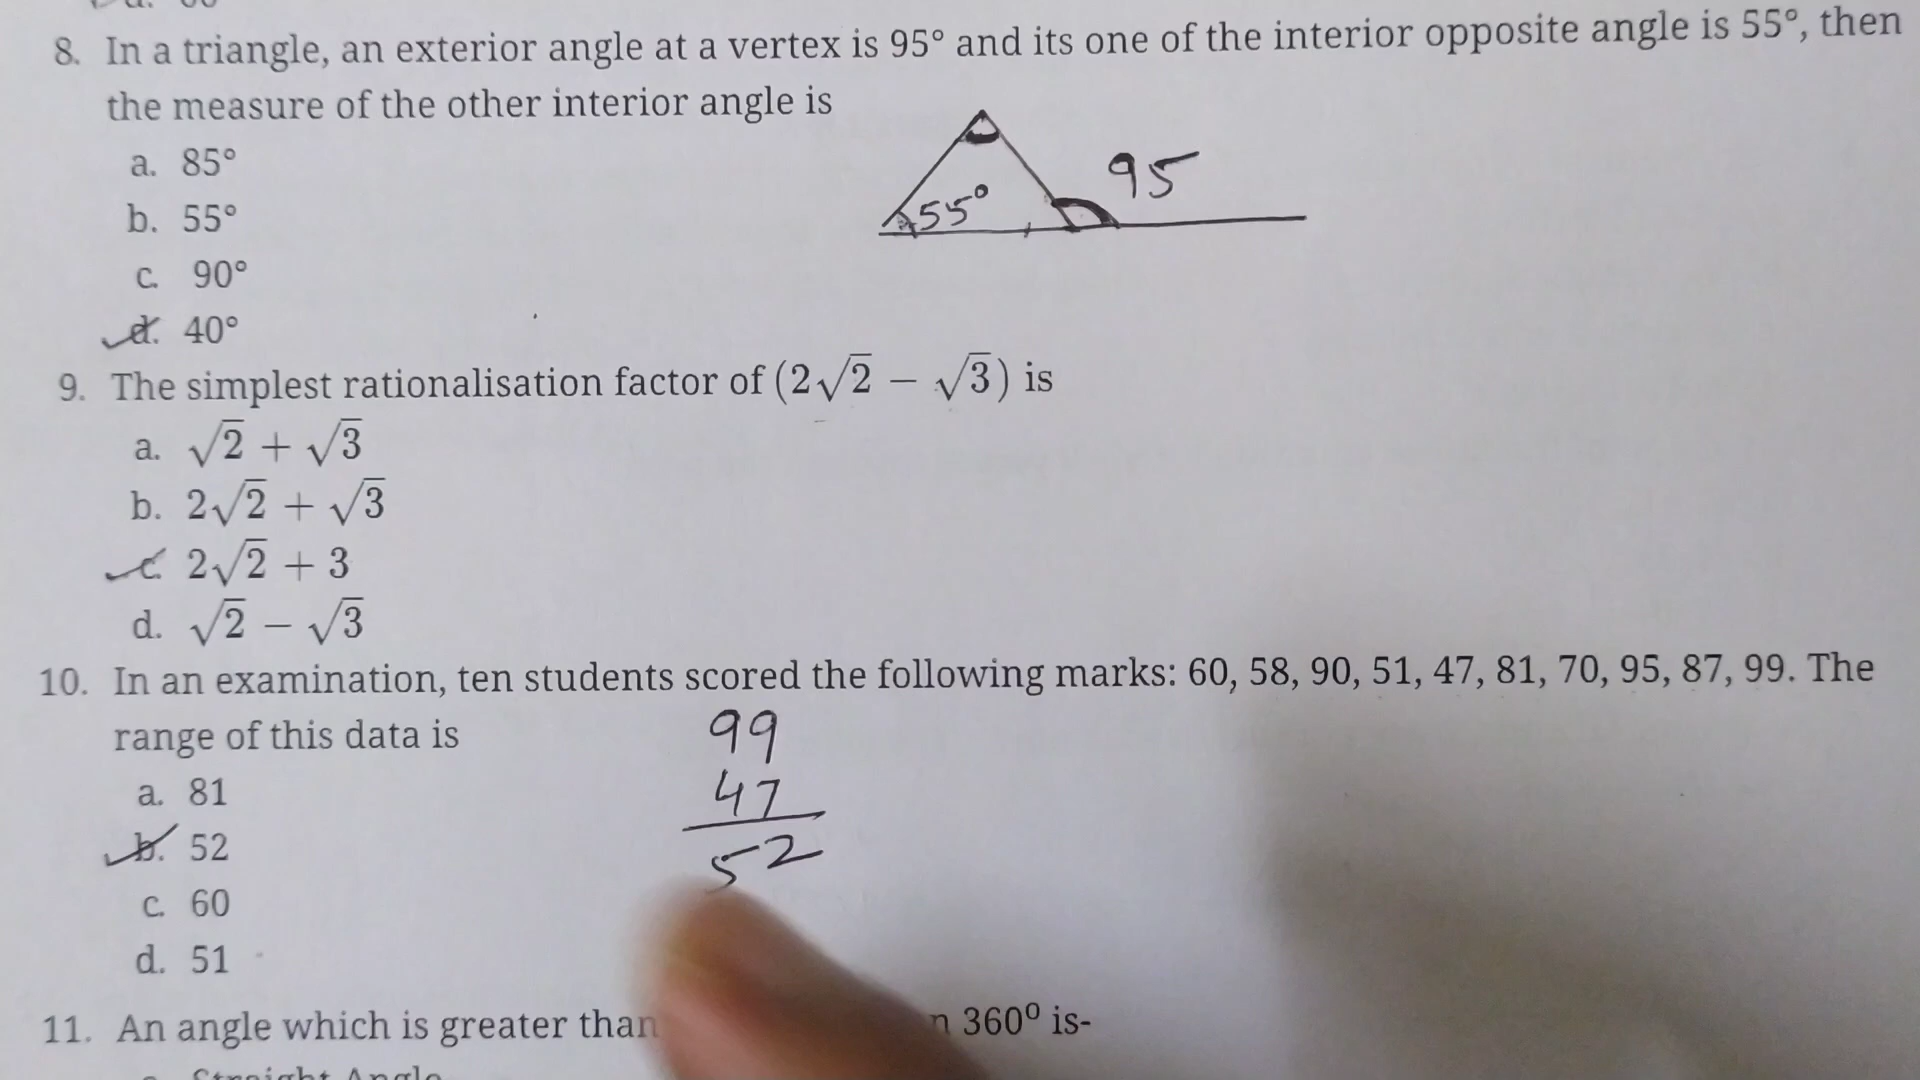 8. In a triangle, an exterior angle at a vertex is 95° and its one of the interior opposite angle is 55°, then
the measure of the other interior angle is
a. 85°
b. 55°
c. 90°
d. 40°
55°
95
9. The simplest rationalisation factor of (2√2 − √3) is
a. √2 + √3
b. 2√2 + √3
c. 2√2 + 3
d. √2 − √3
10. In an examination, ten students scored the following marks: 60, 58, 90, 51, 47, 81, 70, 95, 87, 99. The
range of this data is
99
47
52
a. 81
b. 52
c. 60
d. 51
11. An angle which is greater than 360° is-
Straight Angle